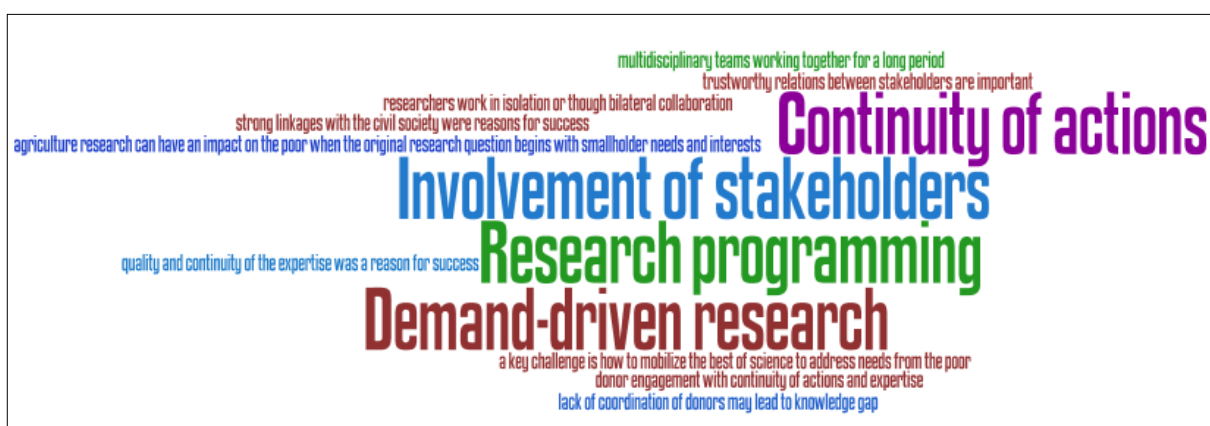 multidisciplinary teams working together for a long period
trustworthy relations between stakeholders are important
researchers work in isolation or though bilateral collaboration
strong linkages with the civil society were reasons for success
Continuity of actions
agriculture research can have an impact on the poor when the original research question begins with smallholder needs and interests
Involvement of stakeholders
Research programming
quality and continuity of the expertise was a reason for success
Demand-driven research
a key challenge is how to mobilize the best of science to address needs from the poor
donor engagement with continuity of actions and expertise
lack of coordination of donors may lead to knowledge gap